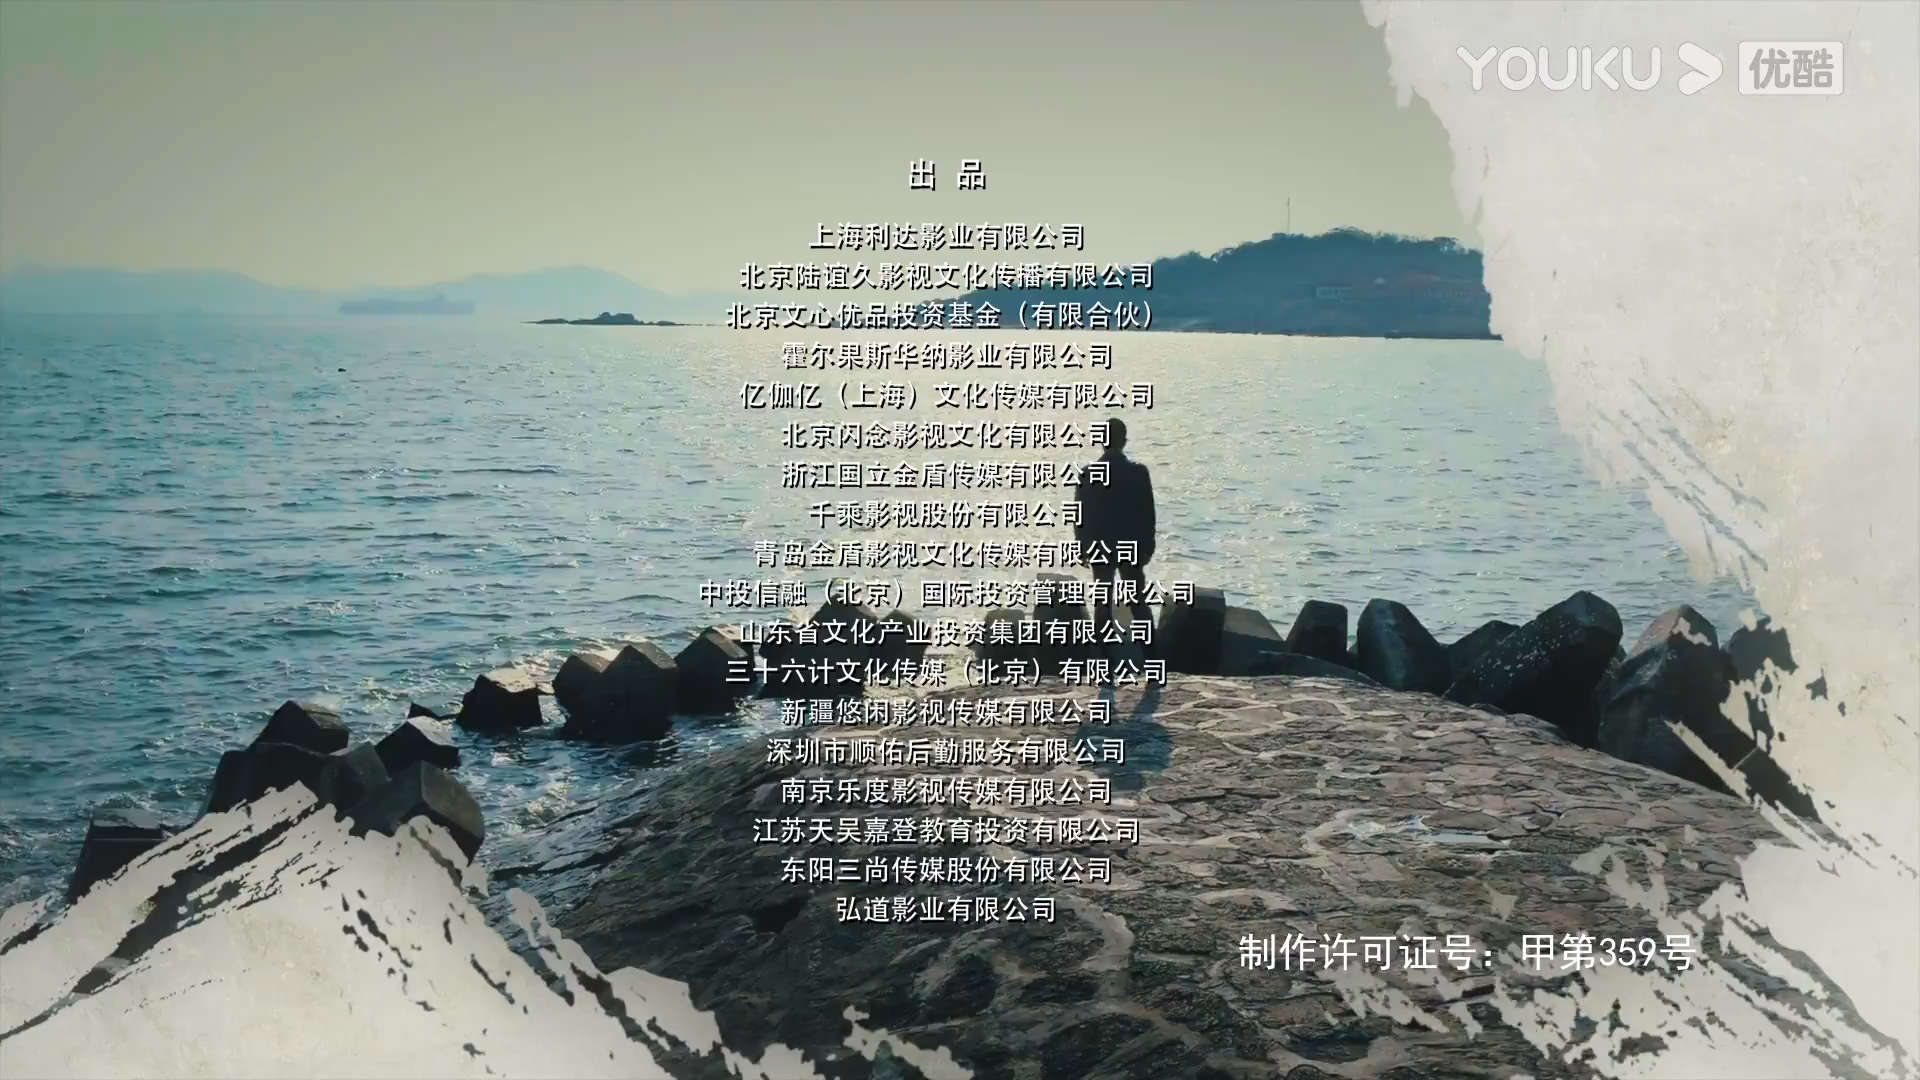 YOUKU 优酷
出 品
上海利达影业有限公司
北京陆谊久影视文化传播有限公司
北京文心优品投资基金（有限合伙）
霍尔果斯华纳影业有限公司
亿伽亿（上海）文化传媒有限公司
北京闪念影视文化有限公司
浙江国立金盾传媒有限公司
千乘影视股份有限公司
青岛金盾影视文化传媒有限公司
中投信融（北京）国际投资管理有限公司
山东省文化产业投资集团有限公司
三十六计文化传媒（北京）有限公司
新疆悠闲影视传媒有限公司
深圳市顺佑后勤服务有限公司
南京乐度影视传媒有限公司
江苏天吴嘉登教育投资有限公司
东阳三尚传媒股份有限公司
弘道影业有限公司
制作许可证号：甲第359号